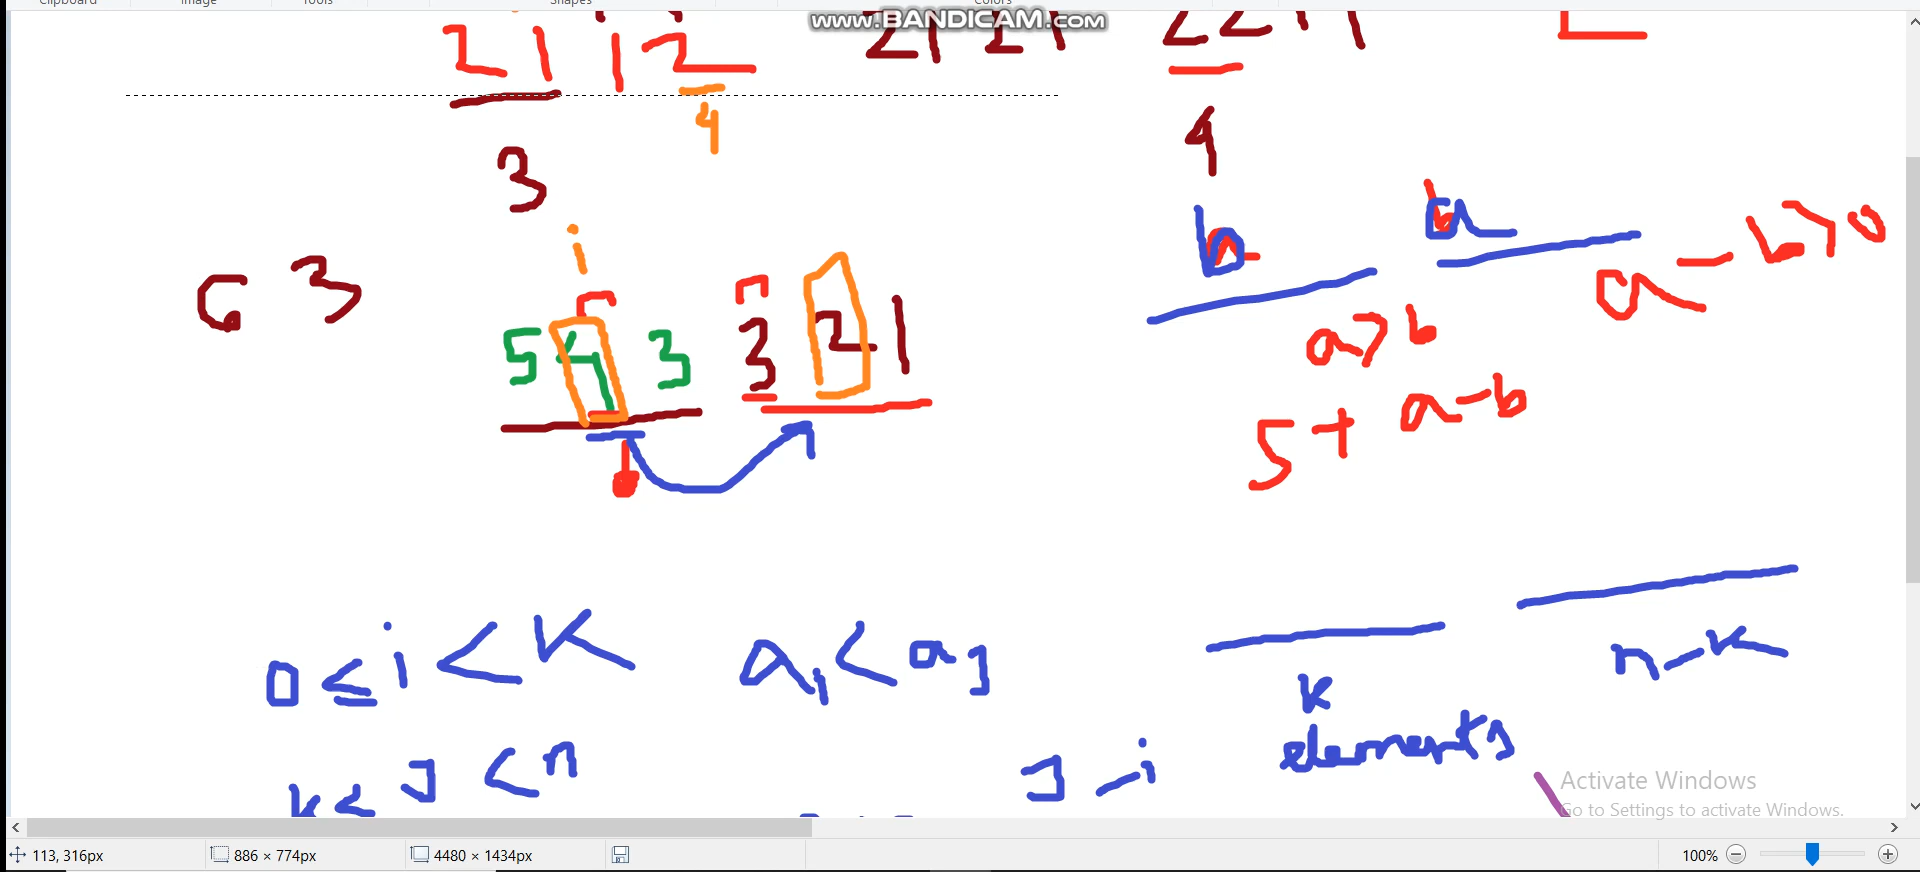 Clipboard Image Tools Shapes Colors
www.BANDICAM.com
2 1 1 2 2 1 2 1 2 2 1 1
4
4
3
i
b a
a - b > 0
6 3
5 4 3 3 2 1
a > b
5 + a - b
0 ≤ i < K
a i < a j
K
n - K
elements
K ≤ J < n
J - i
Activate Windows
Go to Settings to activate Windows.
113, 316px
886 × 774px
4480 × 1434px
100%